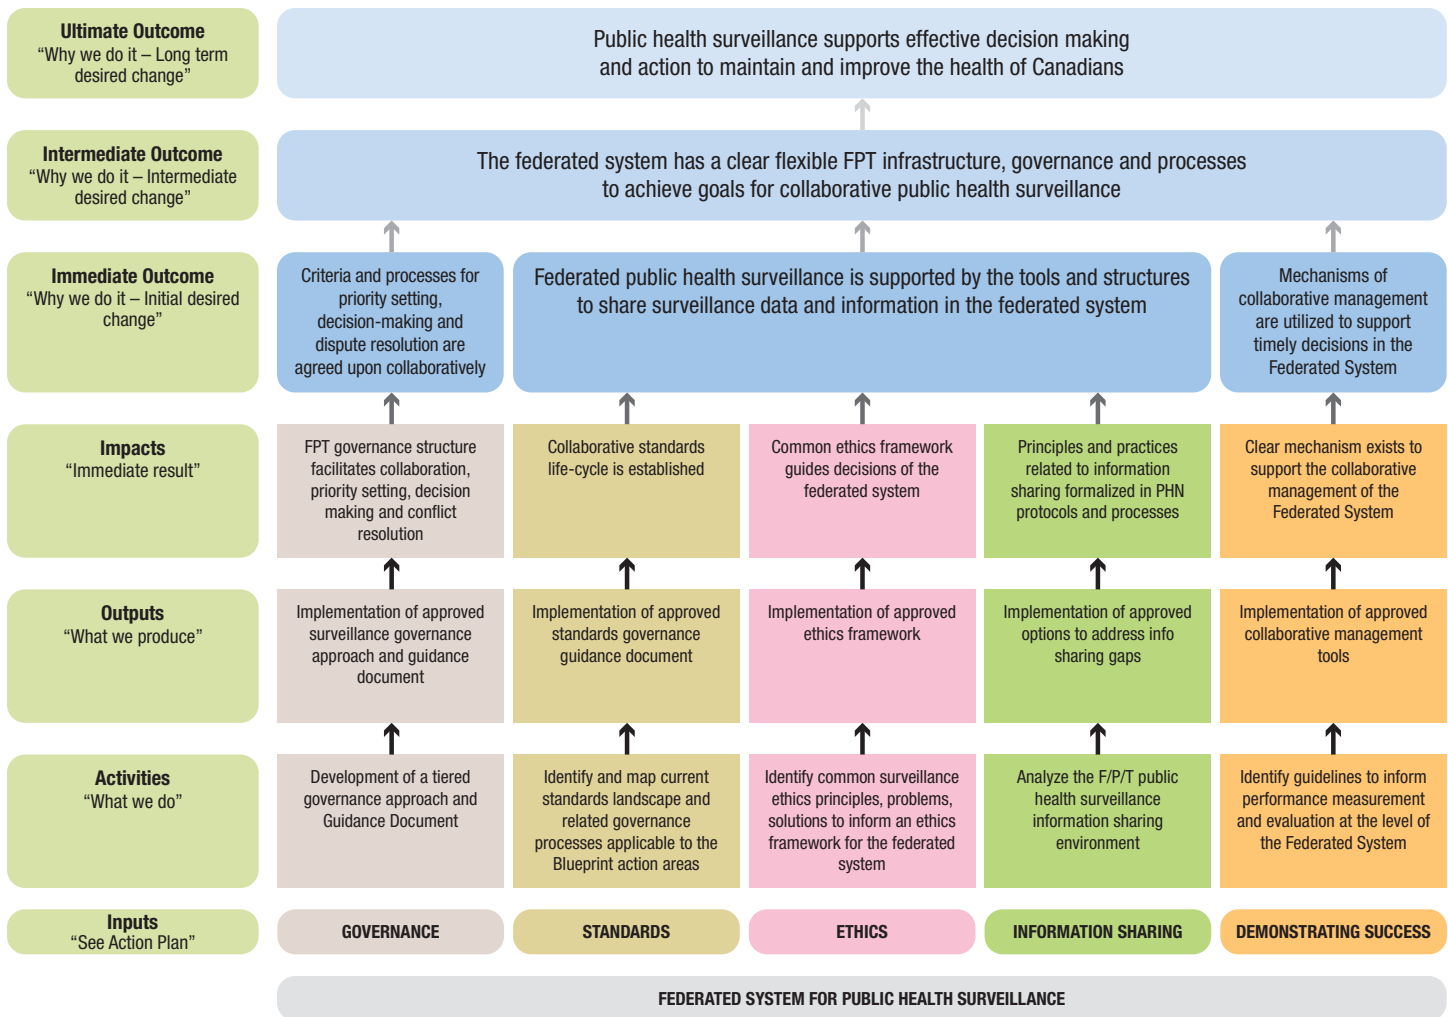 Ultimate Outcome
“Why we do it – Long term
desired change”
Public health surveillance supports effective decision making
and action to maintain and improve the health of Canadians
Intermediate Outcome
“Why we do it – Intermediate
desired change”
The federated system has a clear flexible FPT infrastructure, governance and processes
to achieve goals for collaborative public health surveillance
Immediate Outcome
“Why we do it – Initial desired
change”
Criteria and processes for
priority setting,
decision-making and
dispute resolution are
agreed upon collaboratively
Federated public health surveillance is supported by the tools and structures
to share surveillance data and information in the federated system
Mechanisms of
collaborative management
are utilized to support
timely decisions in the
Federated System
Impacts
“Immediate result”
FPT governance structure
facilitates collaboration,
priority setting, decision
making and conflict
resolution
Collaborative standards
life-cycle is established
Common ethics framework
guides decisions of the
federated system
Principles and practices
related to information
sharing formalized in PHN
protocols and processes
Clear mechanism exists to
support the collaborative
management of the
Federated System
Outputs
“What we produce”
Implementation of approved
surveillance governance
approach and guidance
document
Implementation of approved
standards governance
guidance document
Implementation of approved
ethics framework
Implementation of approved
options to address info
sharing gaps
Implementation of approved
collaborative management
tools
Activities
“What we do”
Development of a tiered
governance approach and
Guidance Document
Identify and map current
standards landscape and
related governance
processes applicable to the
Blueprint action areas
Identify common surveillance
ethics principles, problems,
solutions to inform an ethics
framework for the federated
system
Analyze the F/P/T public
health surveillance
information sharing
environment
Identify guidelines to inform
performance measurement
and evaluation at the level of
the Federated System
Inputs
“See Action Plan”
GOVERNANCE
STANDARDS
ETHICS
INFORMATION SHARING
DEMONSTRATING SUCCESS
FEDERATED SYSTEM FOR PUBLIC HEALTH SURVEILLANCE